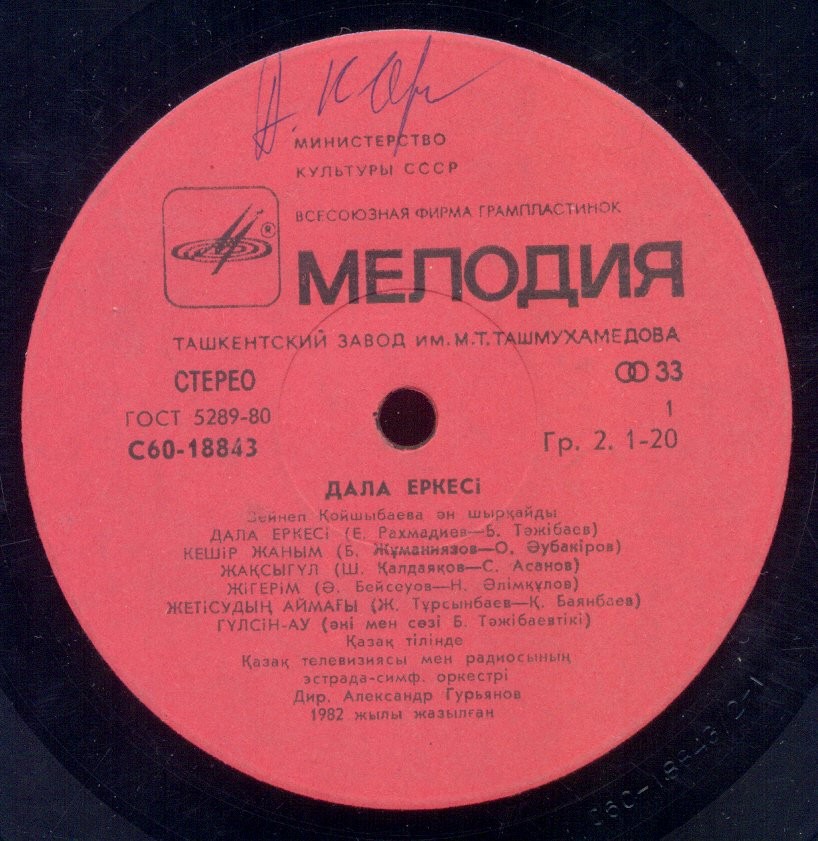 А. Кар
МИНИСТЕРСТВО
КУЛЬТУРЫ СССР
ВСЕСОЮЗНАЯ ФИРМА ГРАМПЛАСТИНОК
®
МЕЛОДИЯ
ТАШКЕНТСКИЙ ЗАВОД ИМ. М.Т.ТАШМУХАМЕДОВА
СТЕРЕО
33
ГОСТ 5289-80
1
С60-18843
Гр. 2. 1-20
ДАЛА ЕРКЕСі
Зейнеп Қойшыбаева ән шырқайды
ДАЛА ЕРКЕСІ (Е. Рахмадиев—Б. Тәжібаев)
КЕШІР ЖАНЫМ (Б. Жұманиязов—О. Әубакіров)
ЖАҚСЫГҮЛ (Ш. Қалдаяқов—С. Асанов)
ЖІГЕРІМ (Ә. Бейсеуов—Н. Әлімқұлов)
ЖЕТІСУДЫҢ АЙМАҒЫ (Ж. Тұрсынбаев—Қ. Баянбаев)
ГҮЛСІН-АУ (әні мен сөзі Б. Тәжібаевтікі)
Қазақ тілінде
Қазақ телевизиясы мен радиосының
эстрада-симф. оркестрі
Дир. Александр Гурьянов
1982 жылы жазылған